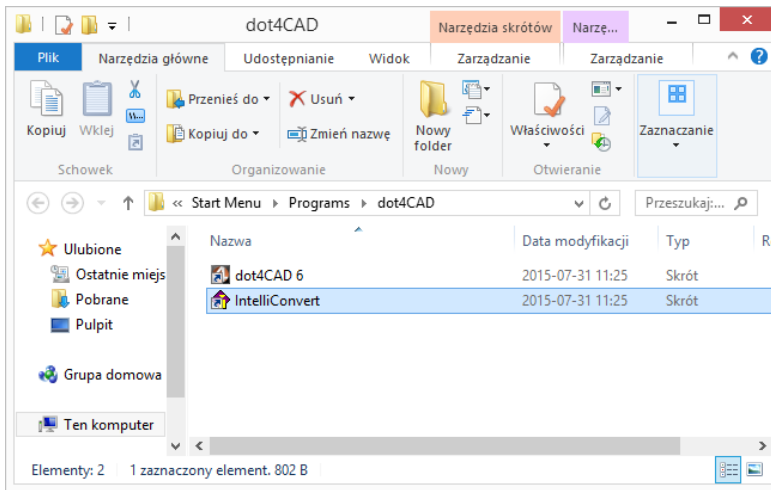 dot4CAD
Narzędzia skrótów Narzę...
Plik Narzędzia główne Udostępnianie Widok Zarządzanie Zarządzanie
Kopiuj Wklej Przenieś do Usuń
Kopiuj do Zmień nazwę
Nowy folder
Właściwości Zaznaczanie
Schowek Organizowanie Nowy Otwieranie
« Start Menu Programs dot4CAD Przeszukaj:...
Ulubione Nazwa Data modyfikacji Typ R
Ostatnie miejs dot4CAD 6 2015-07-31 11:25 Skrót
Pobrane IntelliConvert 2015-07-31 11:25 Skrót
Pulpit
Grupa domowa
Ten komputer
Elementy: 2 1 zaznaczony element. 802 B